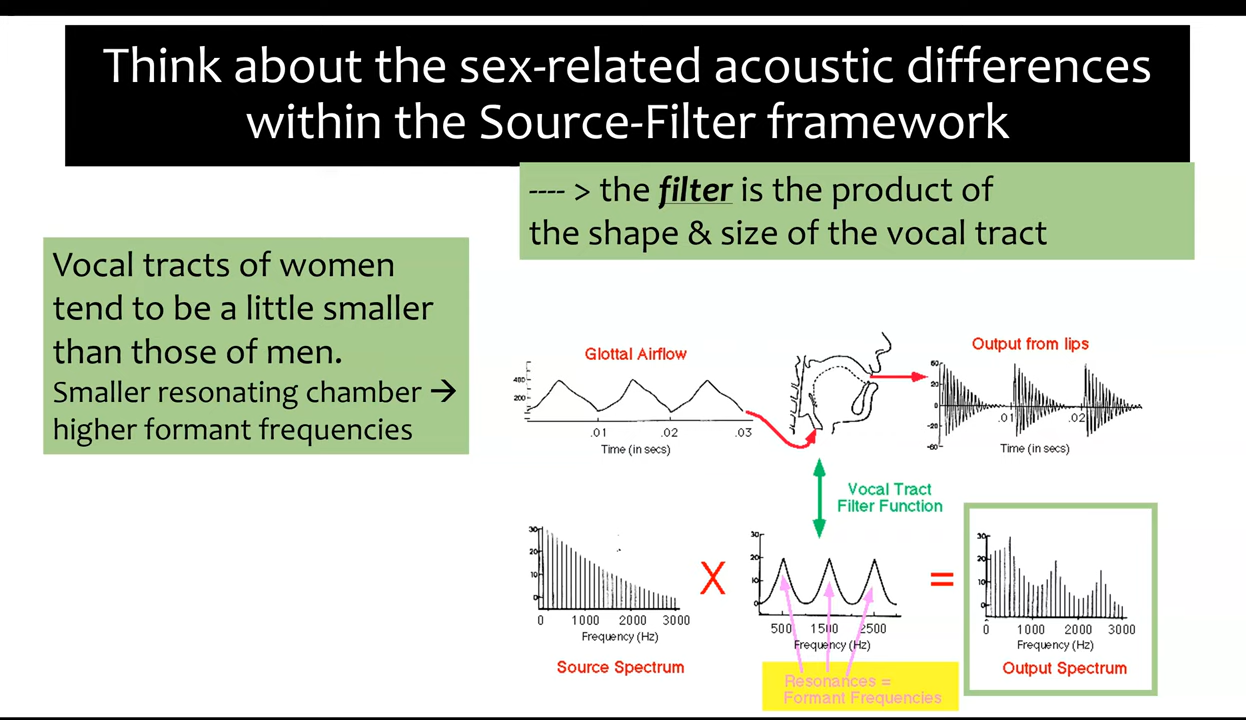 Think about the sex-related acoustic differences
within the Source-Filter framework
---- > the filter is the product of
the shape & size of the vocal tract
Vocal tracts of women
tend to be a little smaller
than those of men.
Smaller resonating chamber →
higher formant frequencies
Glottal Airflow
400
200
.01 .02 .03
Time (in secs)
Output from lips
60
20
0
-20
-60
.01 .02
Time (in secs)
Vocal Tract
Filter Function
30
20
10
0
0 1000 2000 3000
Frequency (Hz)
Source Spectrum
X
30
20
10
0
500 1500 2500
Frequency (Hz)
Resonances =
Formant Frequencies
=
30
20
10
0
0 1000 2000 3000
Frequency (Hz)
Output Spectrum